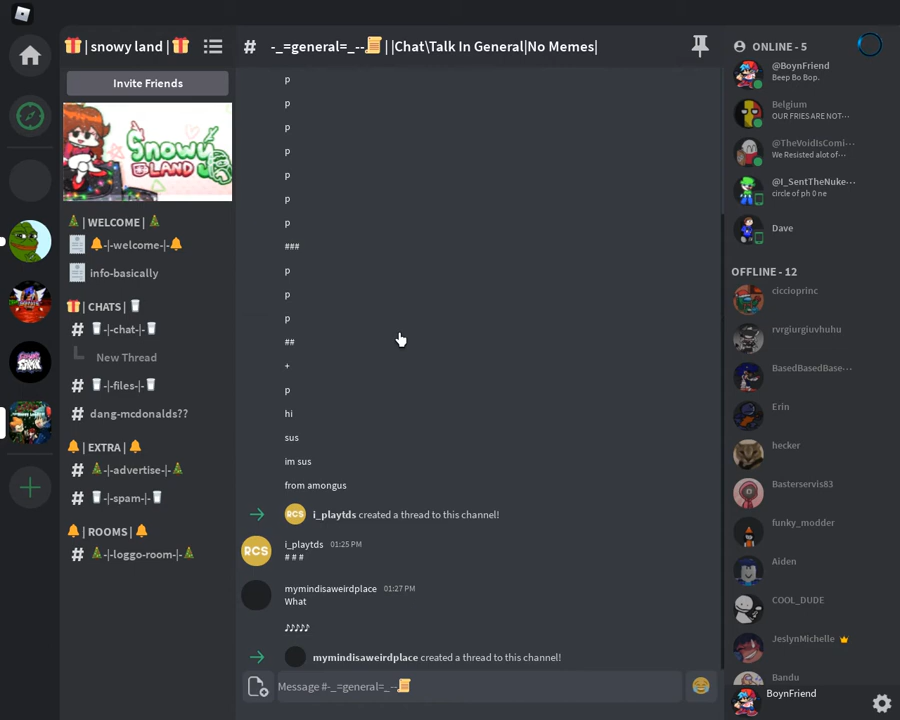 🎁 | snowy land | 🎁
Invite Friends
Snowy
LAND
🎄 | WELCOME | 🎄
🔔-|-welcome-|-🔔
info-basically
🎁 | CHATS | 🥛
# 🥛-|-chat-|-🥛
New Thread
# 🥛-|-files-|-🥛
# dang-mcdonalds??
🔔 | EXTRA | 🔔
# 🎄-|-advertise-|-🎄
# 🥛-|-spam-|-🥛
🔔 | ROOMS | 🔔
# 🎄-|-loggo-room-|-🎄
# -_=general=_--📜| |Chat\Talk In General|No Memes|
p
p
p
p
p
p
p
###
p
p
p
##
+
p
hi
sus
im sus
from amongus
RCS i_playtds created a thread to this channel!
RCS
i_playtds 01:25 PM
# # #
mymindisaweirdplace 01:27 PM
What
♪♪♪♪♪
mymindisaweirdplace created a thread to this channel!
Message #-_=general=_--📜
ONLINE - 5
@BoynFriend
Beep Bo Bop.
Belgium
OUR FRIES ARE NOT···
@TheVoidIsComi···
We Resisted alot of···
@I_SentTheNuke···
circle of ph 0 ne
Dave
OFFLINE - 12
ciccioprinc
rvrgiurgiuvhuhu
BasedBasedBase···
Erin
hecker
Basterservis83
funky_modder
Aiden
COOL_DUDE
JeslynMichelle
Bandu
BoynFriend